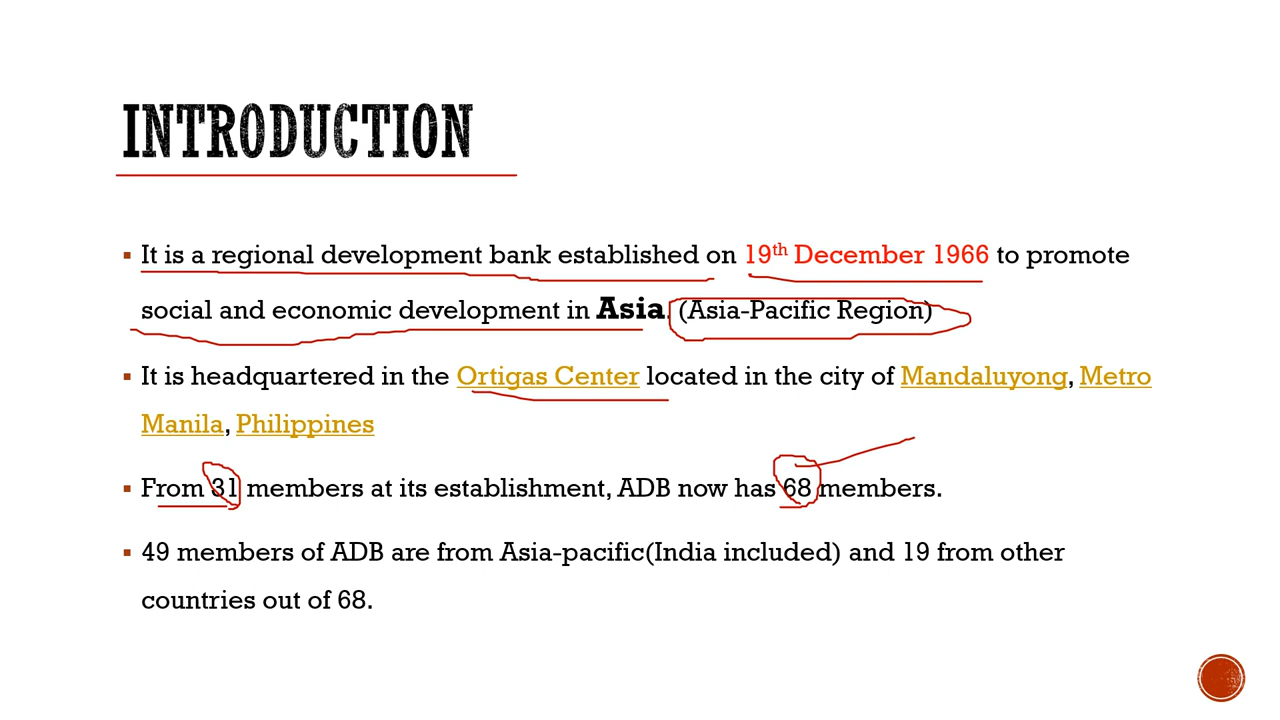 INTRODUCTION
▪ It is a regional development bank established on 19th December 1966 to promote
social and economic development in Asia. (Asia-Pacific Region)
▪ It is headquartered in the Ortigas Center located in the city of Mandaluyong, Metro
Manila, Philippines
▪ From 31 members at its establishment, ADB now has 68 members.
▪ 49 members of ADB are from Asia-pacific(India included) and 19 from other
countries out of 68.